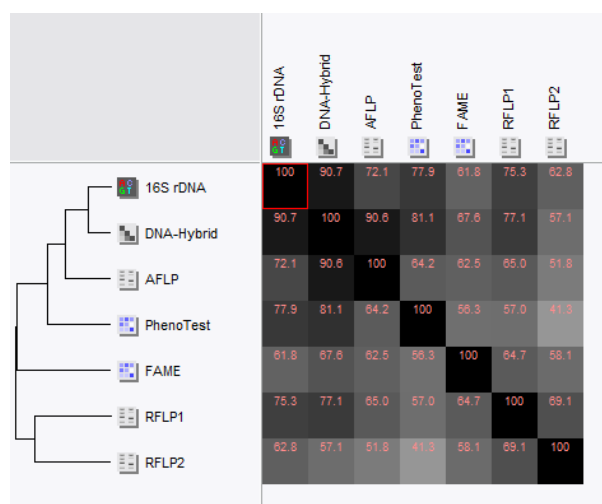 16S rDNA DNA-Hybrid AFLP PhenoTest FAME RFLP1 RFLP2
16S rDNA 100 90.7 72.1 77.9 61.8 75.3 62.8
DNA-Hybrid 90.7 100 90.6 81.1 67.6 77.1 57.1
AFLP 72.1 90.6 100 64.2 62.5 65.0 51.8
PhenoTest 77.9 81.1 64.2 100 56.3 57.0 41.3
FAME 61.8 67.6 62.5 56.3 100 64.7 58.1
RFLP1 75.3 77.1 65.0 57.0 64.7 100 69.1
RFLP2 62.8 57.1 51.8 41.3 58.1 69.1 100